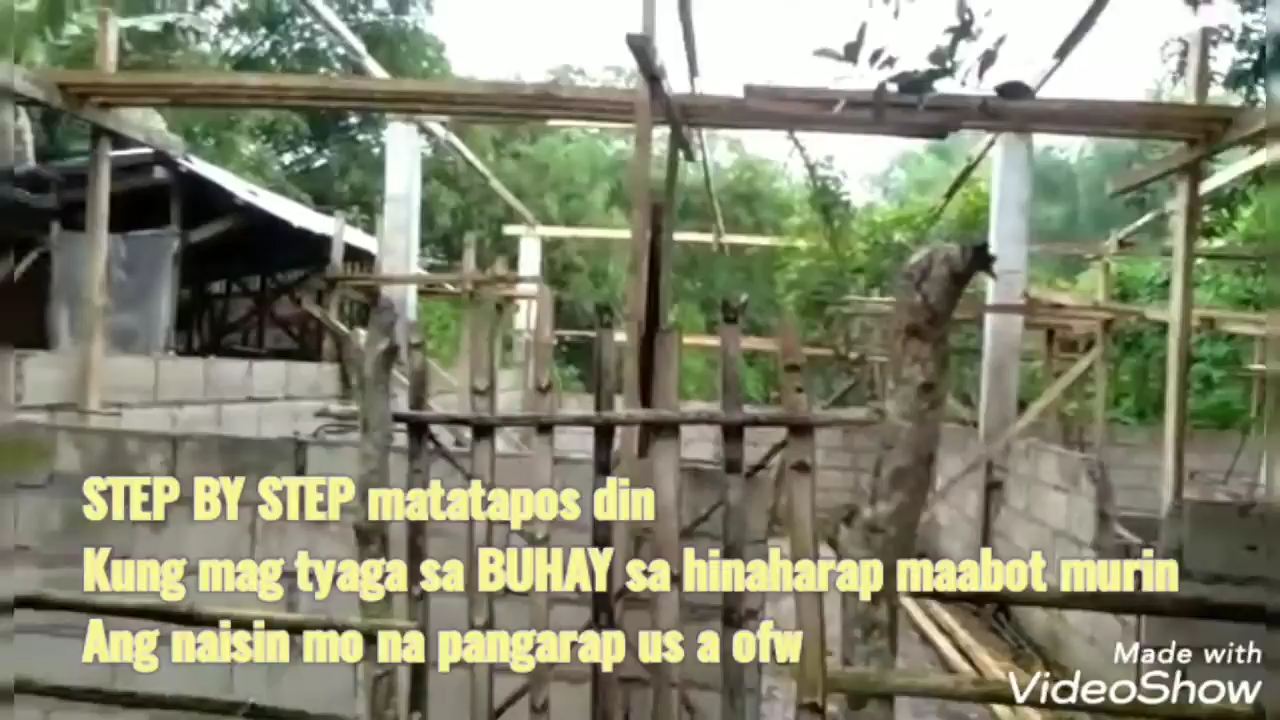 STEP BY STEP matatapos din
Kung mag tyaga sa BUHAY sa hinaharap maabot murin
Ang naisin mo na pangarap us a ofw
Made with
VideoShow